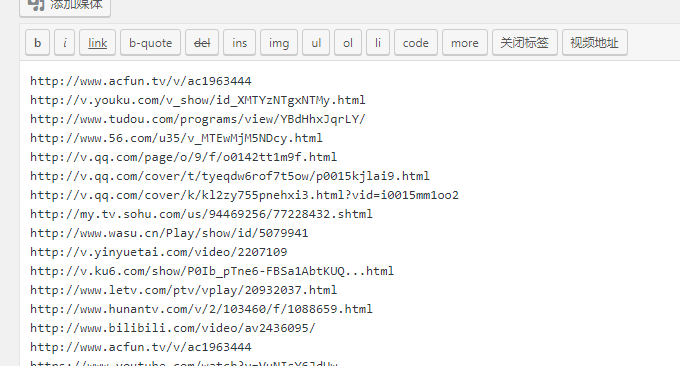 添加媒体
b i link b-quote del ins img ul ol li code more 关闭标签 视频地址
http://www.acfun.tv/v/ac1963444
http://v.youku.com/v_show/id_XMTYzNTgxNTMy.html
http://www.tudou.com/programs/view/YBdHhxJqrLY/
http://www.56.com/u35/v_MTEwMjM5NDcy.html
http://v.qq.com/page/o/9/f/o0142tt1m9f.html
http://v.qq.com/cover/t/tyeqdw6rof7t5ow/p0015kjlai9.html
http://v.qq.com/cover/k/kl2zy755pnehxi3.html?vid=i0015mm1oo2
http://my.tv.sohu.com/us/94469256/77228432.shtml
http://www.wasu.cn/Play/show/id/5079941
http://v.yinyuetai.com/video/2207109
http://v.ku6.com/show/P0Ib_pTne6-FBSa1AbtKUQ...html
http://www.letv.com/ptv/vplay/20932037.html
http://www.hunantv.com/v/2/103460/f/1088659.html
http://www.bilibili.com/video/av2436095/
http://www.acfun.tv/v/ac1963444